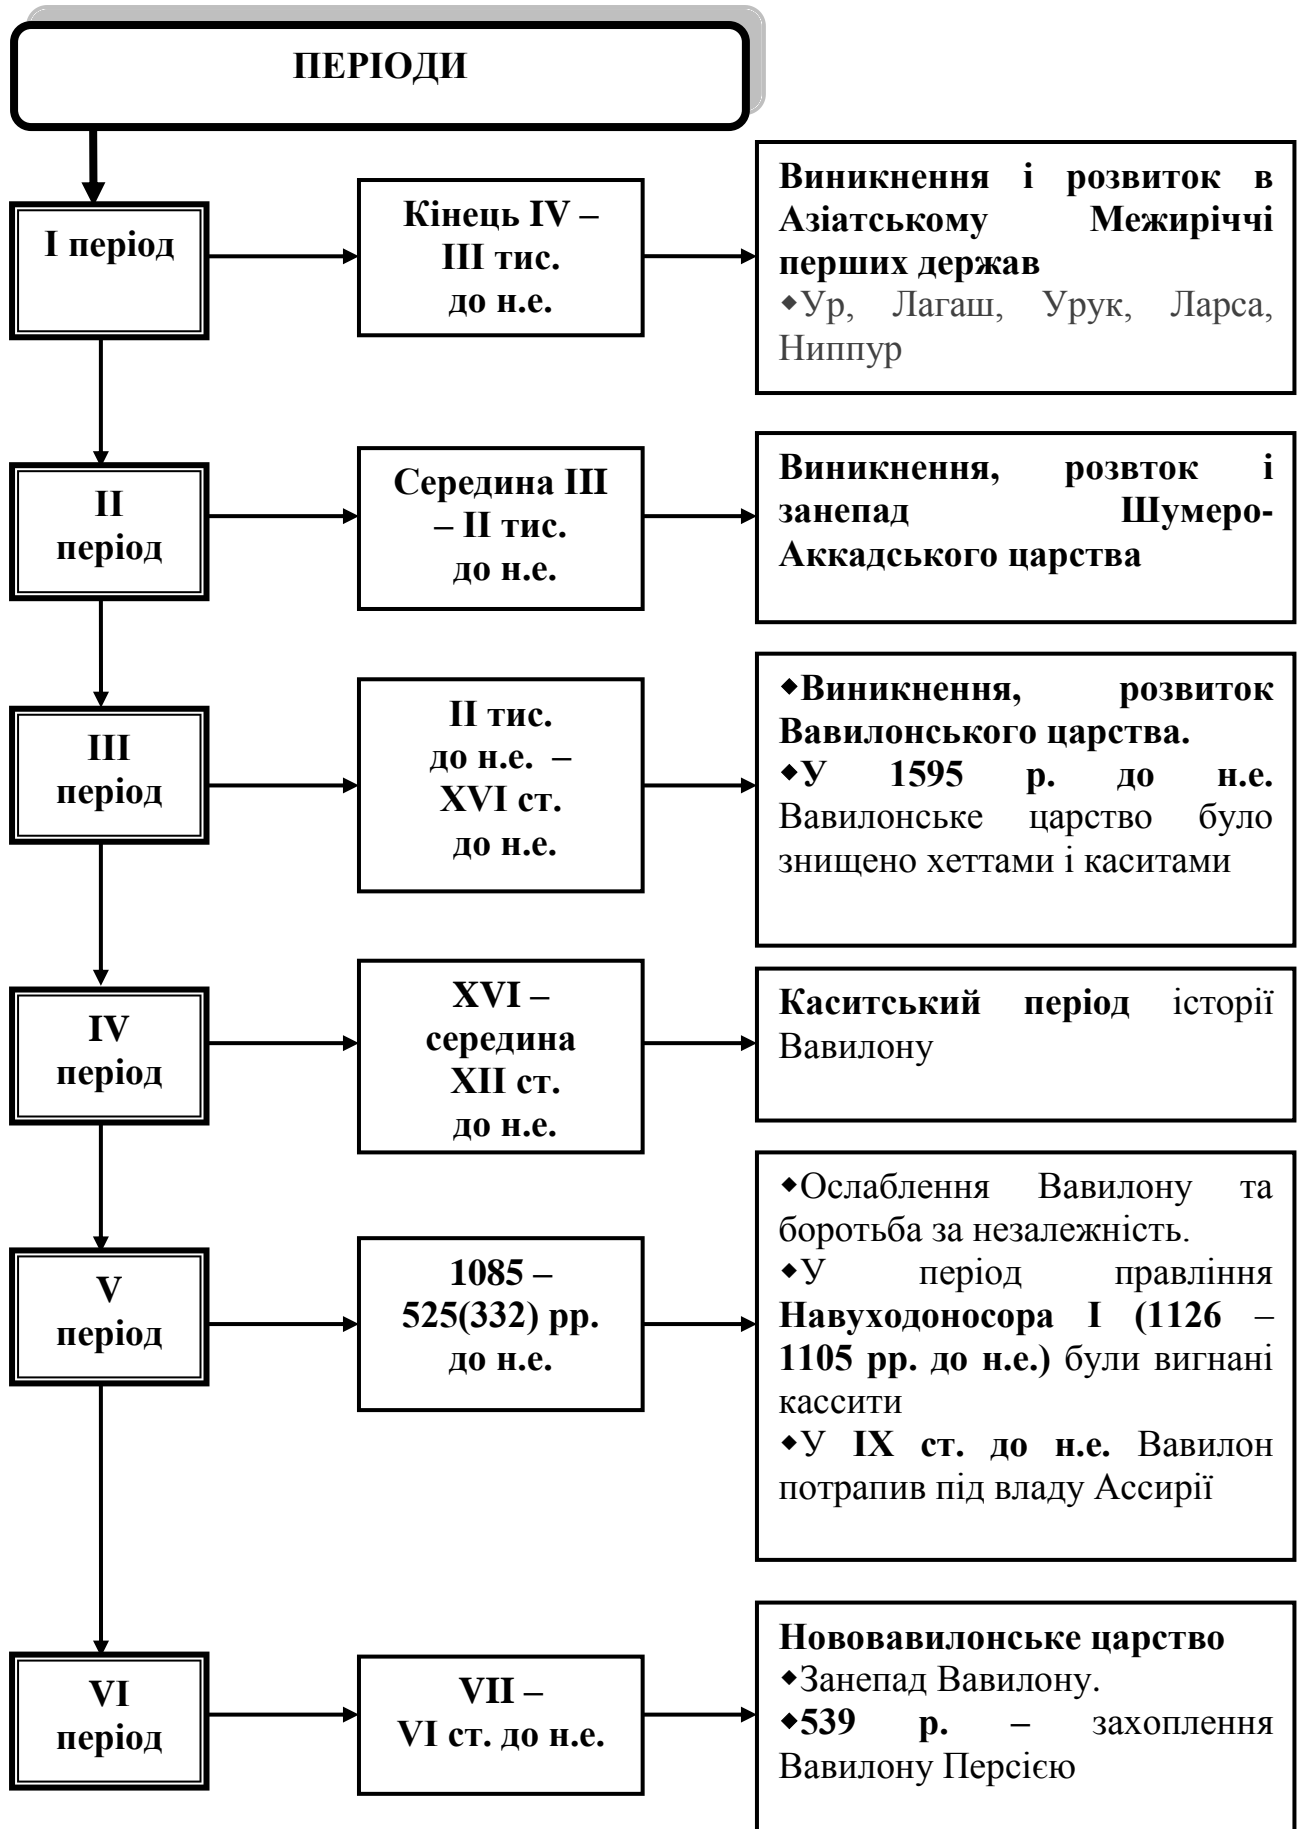 ПЕРІОДИ
І період
Кінець IV –
III тис.
до н.е.
Виникнення і розвиток в
Азіатському Межиріччі
перших держав
◆Ур, Лагаш, Урук, Ларса,
Ниппур
II
період
Середина III
– II тис.
до н.е.
Виникнення, розвток і
занепад Шумеро-
Аккадського царства
III
період
II тис.
до н.е. –
XVI ст.
до н.е.
◆Виникнення, розвиток
Вавилонського царства.
◆У 1595 р. до н.е.
Вавилонське царство було
знищено хеттами і каситами
IV
період
XVI –
середина
XII ст.
до н.е.
Каситський період історії
Вавилону
V
період
1085 –
525(332) рр.
до н.е.
◆Ослаблення Вавилону та
боротьба за незалежність.
◆У період правління
Навуходоносора I (1126 –
1105 рр. до н.е.) були вигнані
кассити
◆У IX ст. до н.е. Вавилон
потрапив під владу Ассирії
VI
період
VII –
VI ст. до н.е.
Нововавилонське царство
◆Занепад Вавилону.
◆539 р. – захоплення
Вавилону Персією